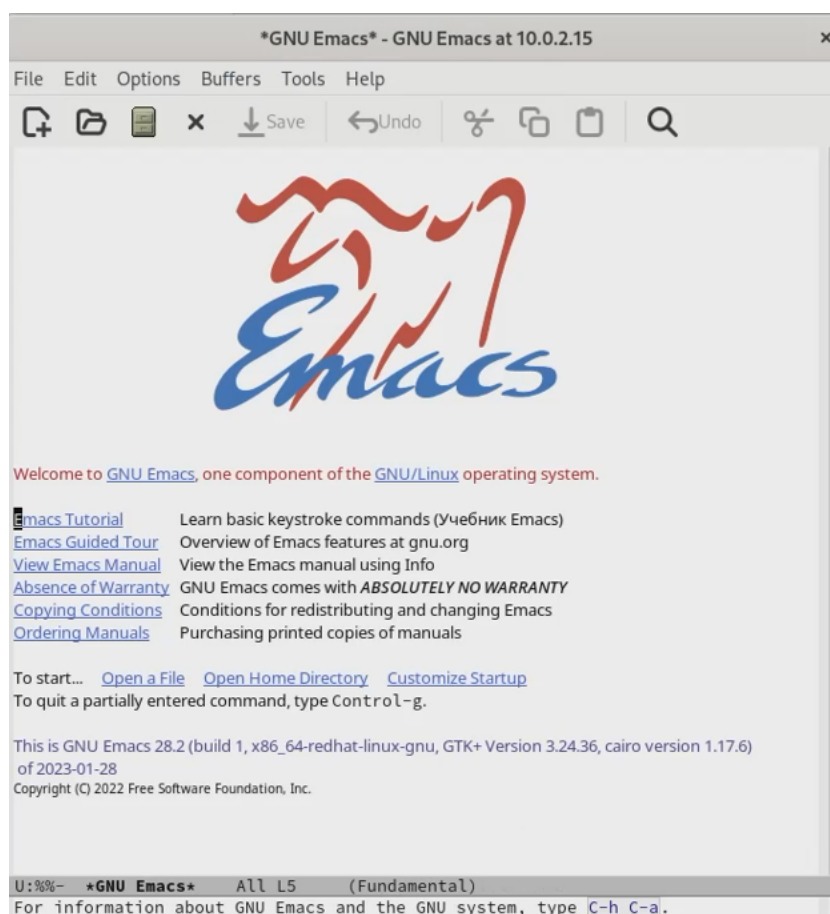 *GNU Emacs* - GNU Emacs at 10.0.2.15
File Edit Options Buffers Tools Help
Save Undo
Emacs
Welcome to GNU Emacs, one component of the GNU/Linux operating system.
Emacs Tutorial Learn basic keystroke commands (Учебник Emacs)
Emacs Guided Tour Overview of Emacs features at gnu.org
View Emacs Manual View the Emacs manual using Info
Absence of Warranty GNU Emacs comes with ABSOLUTELY NO WARRANTY
Copying Conditions Conditions for redistributing and changing Emacs
Ordering Manuals Purchasing printed copies of manuals
To start... Open a File Open Home Directory Customize Startup
To quit a partially entered command, type Control-g.
This is GNU Emacs 28.2 (build 1, x86_64-redhat-linux-gnu, GTK+ Version 3.24.36, cairo version 1.17.6)
of 2023-01-28
Copyright (C) 2022 Free Software Foundation, Inc.
U:%%- *GNU Emacs* All L5 (Fundamental)
For information about GNU Emacs and the GNU system, type C-h C-a.